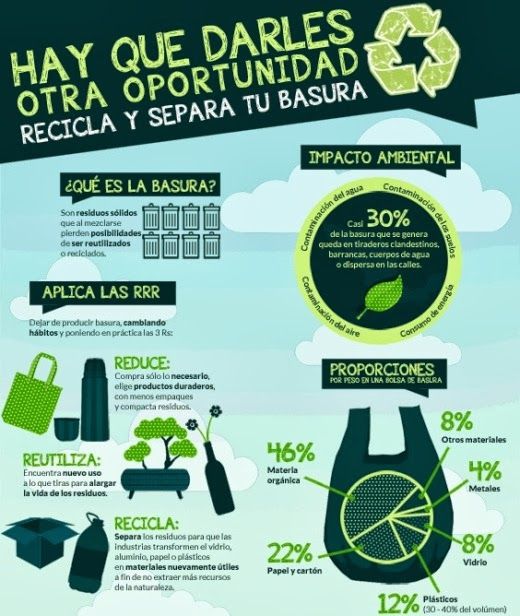 HAY QUE DARLES
OTRA OPORTUNIDAD
RECICLA Y SEPARA TU BASURA
¿QUÉ ES LA BASURA?
Son residuos sólidos
que al mezclarse
pierden posibilidades
de ser reutilizados
o reciclados.
IMPACTO AMBIENTAL
Contaminación del agua
Contaminación de los suelos
Contaminación del aire
Consumo de energía
Casi 30%
de la basura que se genera
queda en tiraderos clandestinos,
barrancas, cuerpos de agua
o dispersa en las calles.
APLICA LAS RRR
Dejar de producir basura, cambiando
hábitos y poniendo en práctica las 3 Rs:
REDUCE:
Compra sólo lo necesario,
elige productos duraderos,
con menos empaques
y compacta residuos.
REUTILIZA:
Encuentra nuevo uso
a lo que tiras para alargar
la vida de los residuos.
RECICLA:
Separa los residuos para que las
industrias transformen el vidrio,
aluminio, papel o plásticos
en materiales nuevamente útiles
a fin de no extraer más recursos
de la naturaleza.
PROPORCIONES
POR PESO EN UNA BOLSA DE BASURA
8%
Otros materiales
46%
Materia
orgánica
4%
Metales
8%
Vidrio
22%
Papel y cartón
12% Plásticos
(30 - 40% del volúmen)